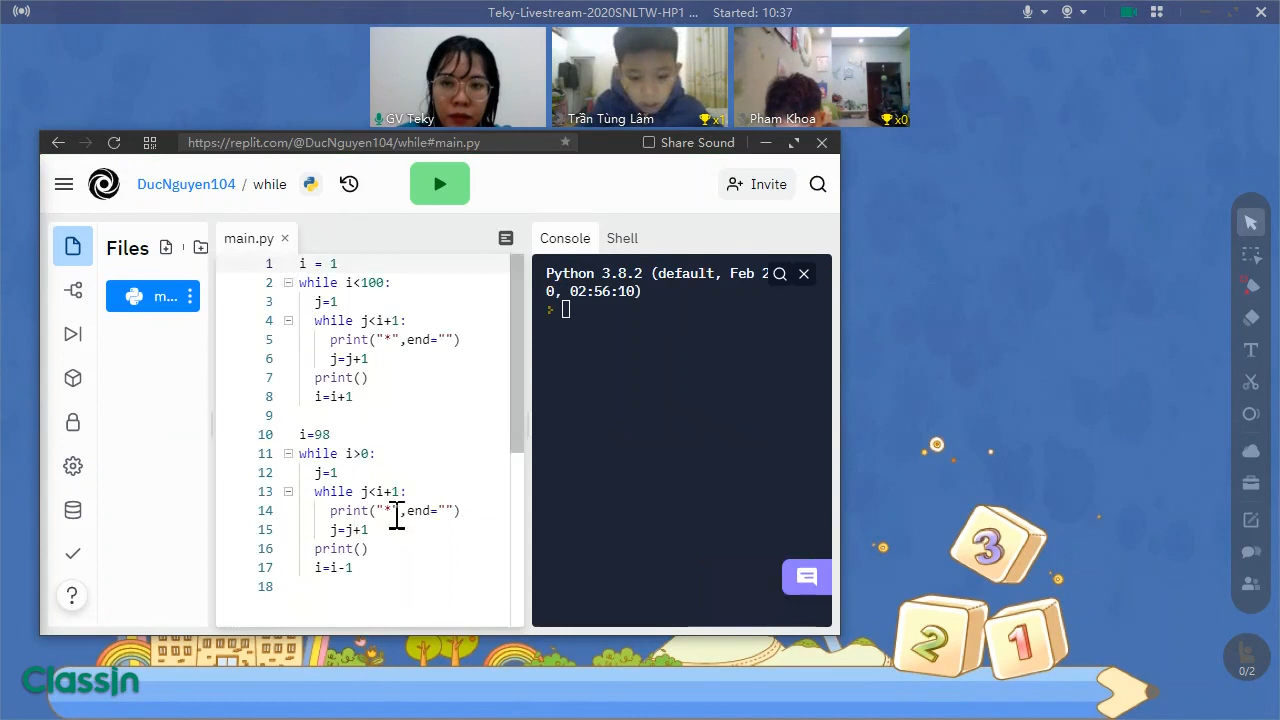 Teky-Livestream-2020SNLTW-HP1 ... Started: 10:37
GV Teky
Trần Tùng Lâm
x1
Pham Khoa
x0
https://replit.com/@DucNguyen104/while#main.py
Share Sound
DucNguyen104 / while
Invite
Files
m...
main.py
Console
Shell
1 i = 1
2 while i<100:
3 j=1
4 while j<i+1:
5 print("*",end="")
6 j=j+1
7 print()
8 i=i+1
9
10 i=98
11 while i>0:
12 j=1
13 while j<i+1:
14 print("*",end="")
15 j=j+1
16 print()
17 i=i-1
18
Python 3.8.2 (default, Feb 2
0, 02:56:10)
?
T
3
2
1
0/2
ClassIn